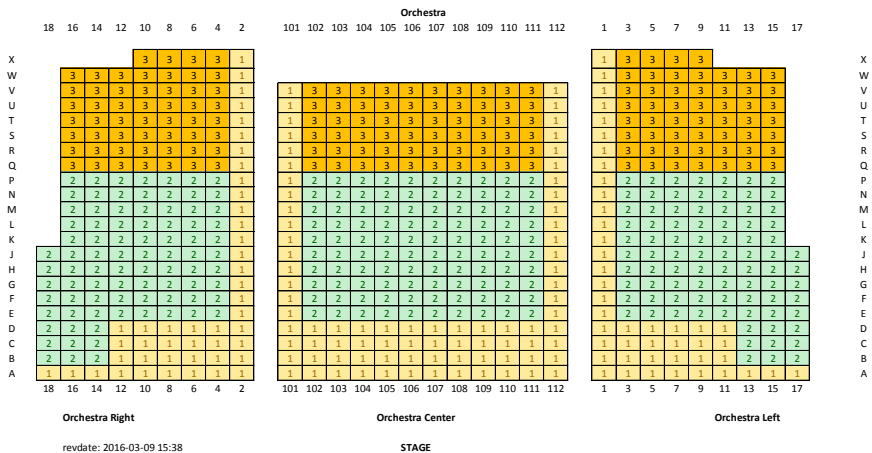 Orchestra
18 16 14 12 10 8 6 4 2 101 102 103 104 105 106 107 108 109 110 111 112 1 3 5 7 9 11 13 15 17
X 3 3 3 3 1 1 3 3 3 3 X
W 3 3 3 3 3 3 3 1 1 3 3 3 3 3 3 3 W
V 3 3 3 3 3 3 3 1 1 3 3 3 3 3 3 3 3 3 3 1 1 3 3 3 3 3 3 3 V
U 3 3 3 3 3 3 3 1 1 3 3 3 3 3 3 3 3 3 3 1 1 3 3 3 3 3 3 3 U
T 3 3 3 3 3 3 3 1 1 3 3 3 3 3 3 3 3 3 3 1 1 3 3 3 3 3 3 3 T
S 3 3 3 3 3 3 3 1 1 3 3 3 3 3 3 3 3 3 3 1 1 3 3 3 3 3 3 3 S
R 3 3 3 3 3 3 3 1 1 3 3 3 3 3 3 3 3 3 3 1 1 3 3 3 3 3 3 3 R
Q 3 3 3 3 3 3 3 1 1 3 3 3 3 3 3 3 3 3 3 1 1 3 3 3 3 3 3 3 Q
P 2 2 2 2 2 2 2 1 1 2 2 2 2 2 2 2 2 2 2 1 1 2 2 2 2 2 2 2 P
N 2 2 2 2 2 2 2 1 1 2 2 2 2 2 2 2 2 2 2 1 1 2 2 2 2 2 2 2 N
M 2 2 2 2 2 2 2 1 1 2 2 2 2 2 2 2 2 2 2 1 1 2 2 2 2 2 2 2 M
L 2 2 2 2 2 2 2 1 1 2 2 2 2 2 2 2 2 2 2 1 1 2 2 2 2 2 2 2 L
K 2 2 2 2 2 2 2 1 1 2 2 2 2 2 2 2 2 2 2 1 1 2 2 2 2 2 2 2 K
J 2 2 2 2 2 2 2 2 1 1 2 2 2 2 2 2 2 2 2 2 1 1 2 2 2 2 2 2 2 2 J
H 2 2 2 2 2 2 2 2 1 1 2 2 2 2 2 2 2 2 2 2 1 1 2 2 2 2 2 2 2 2 H
G 2 2 2 2 2 2 2 2 1 1 2 2 2 2 2 2 2 2 2 2 1 1 2 2 2 2 2 2 2 2 G
F 2 2 2 2 2 2 2 2 1 1 2 2 2 2 2 2 2 2 2 2 1 1 2 2 2 2 2 2 2 2 F
E 2 2 2 2 2 2 2 2 1 1 2 2 2 2 2 2 2 2 2 2 1 1 2 2 2 2 2 2 2 2 E
D 2 2 2 1 1 1 1 1 1 1 1 1 1 1 1 1 1 1 1 1 1 1 1 1 1 1 1 2 2 2 D
C 2 2 2 1 1 1 1 1 1 1 1 1 1 1 1 1 1 1 1 1 1 1 1 1 1 1 1 2 2 2 C
B 2 2 2 1 1 1 1 1 1 1 1 1 1 1 1 1 1 1 1 1 1 1 1 1 1 1 1 2 2 2 B
A 1 1 1 1 1 1 1 1 1 1 1 1 1 1 1 1 1 1 1 1 1 1 1 1 1 1 1 1 1 1 A
18 16 14 12 10 8 6 4 2 101 102 103 104 105 106 107 108 109 110 111 112 1 3 5 7 9 11 13 15 17
Orchestra Right Orchestra Center Orchestra Left
revdate: 2016-03-09 15:38 STAGE